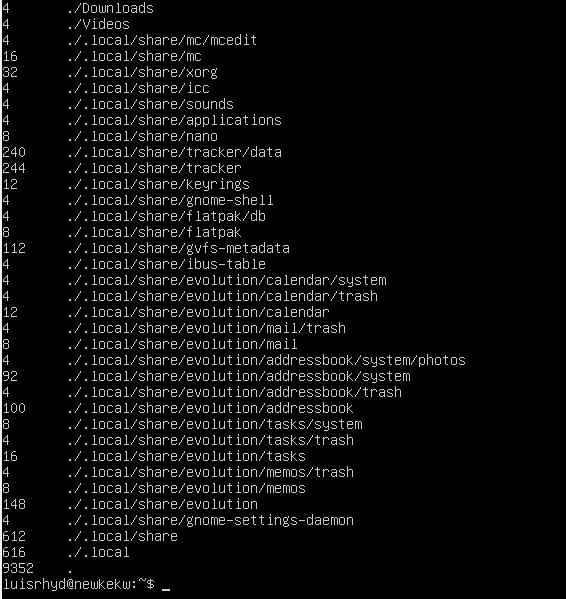 4 ./Downloads
4 ./Videos
4 ./.local/share/mc/mcedit
16 ./.local/share/mc
32 ./.local/share/xorg
4 ./.local/share/icc
4 ./.local/share/sounds
4 ./.local/share/applications
8 ./.local/share/nano
240 ./.local/share/tracker/data
244 ./.local/share/tracker
12 ./.local/share/keyrings
4 ./.local/share/gnome-shell
4 ./.local/share/flatpak/db
8 ./.local/share/flatpak
112 ./.local/share/gvfs-metadata
4 ./.local/share/ibus-table
4 ./.local/share/evolution/calendar/system
4 ./.local/share/evolution/calendar/trash
12 ./.local/share/evolution/calendar
4 ./.local/share/evolution/mail/trash
8 ./.local/share/evolution/mail
4 ./.local/share/evolution/addressbook/system/photos
92 ./.local/share/evolution/addressbook/system
4 ./.local/share/evolution/addressbook/trash
100 ./.local/share/evolution/addressbook
8 ./.local/share/evolution/tasks/system
4 ./.local/share/evolution/tasks/trash
16 ./.local/share/evolution/tasks
4 ./.local/share/evolution/memos/trash
8 ./.local/share/evolution/memos
148 ./.local/share/evolution
4 ./.local/share/gnome-settings-daemon
612 ./.local/share
616 ./.local
9352 .
luisrhyd@newkekw:~$ _